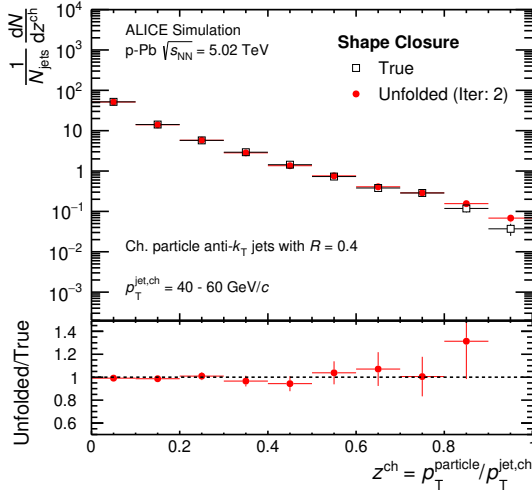 1/N_jets dN/dz^ch
10^4
10^3
10^2
10
1
10^−1
10^−2
10^−3
ALICE Simulation
p-Pb √s_NN = 5.02 TeV
Shape Closure
True
Unfolded (Iter: 2)
Ch. particle anti-k_T jets with R = 0.4
p_T^jet,ch = 40 - 60 GeV/c
Unfolded/True
1.4
1.2
1
0.8
0.6
0 0.2 0.4 0.6 0.8 1
z^ch = p_T^particle/p_T^jet,ch